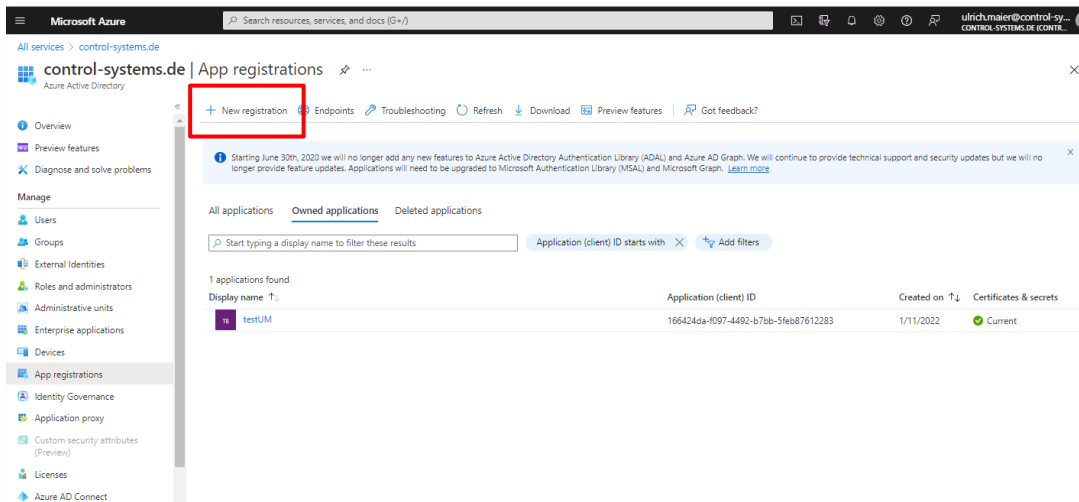 Microsoft Azure
Search resources, services, and docs (G+/)
ulrich.maier@control-sy...
CONTROL-SYSTEMS.DE (CONTR...
All services > control-systems.de
control-systems.de | App registrations
Azure Active Directory
New registration
Endpoints
Troubleshooting
Refresh
Download
Preview features
Got feedback?
Overview
Preview features
Diagnose and solve problems
Manage
Users
Groups
External Identities
Roles and administrators
Administrative units
Enterprise applications
Devices
App registrations
Identity Governance
Application proxy
Custom security attributes
(Preview)
Licenses
Azure AD Connect
Starting June 30th, 2020 we will no longer add any new features to Azure Active Directory Authentication Library (ADAL) and Azure AD Graph. We will continue to provide technical support and security updates but we will no
longer provide feature updates. Applications will need to be upgraded to Microsoft Authentication Library (MSAL) and Microsoft Graph. Learn more
All applications
Owned applications
Deleted applications
Start typing a display name to filter these results
Application (client) ID starts with
Add filters
1 applications found
Display name
Application (client) ID
Created on
Certificates & secrets
TE
testUM
166424da-f097-4492-b7bb-5feb87612283
1/11/2022
Current